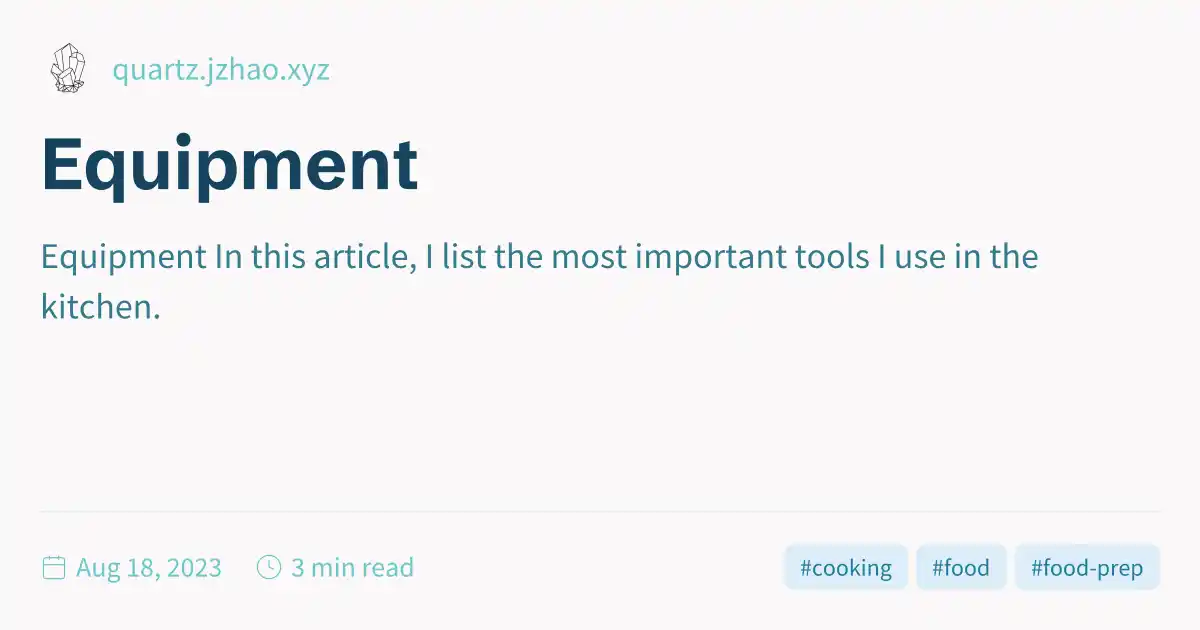 quartz.jzhao.xyz
Equipment
Equipment In this article, I list the most important tools I use in the
kitchen.
Aug 18, 2023 3 min read #cooking #food #food-prep